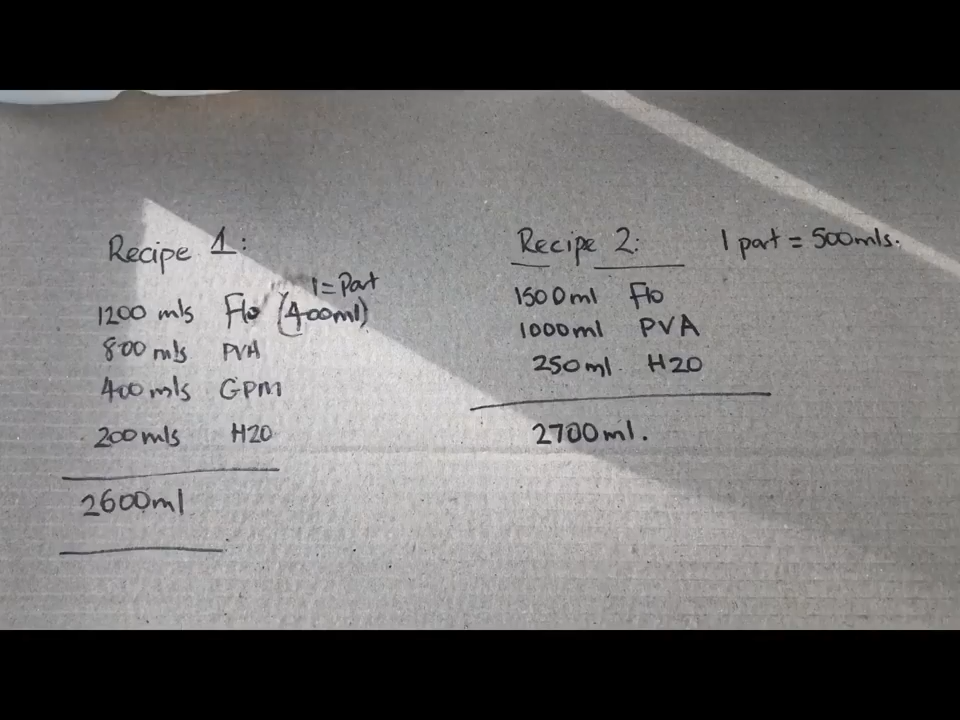 Recipe 1:
1 = Part
1200 mls Flo (400ml)
800 mls PVA
400 mls GPM
200 mls H20
2600ml
Recipe 2: 1 part = 500mls.
1500ml Flo
1000ml PVA
250ml H20
2700ml.